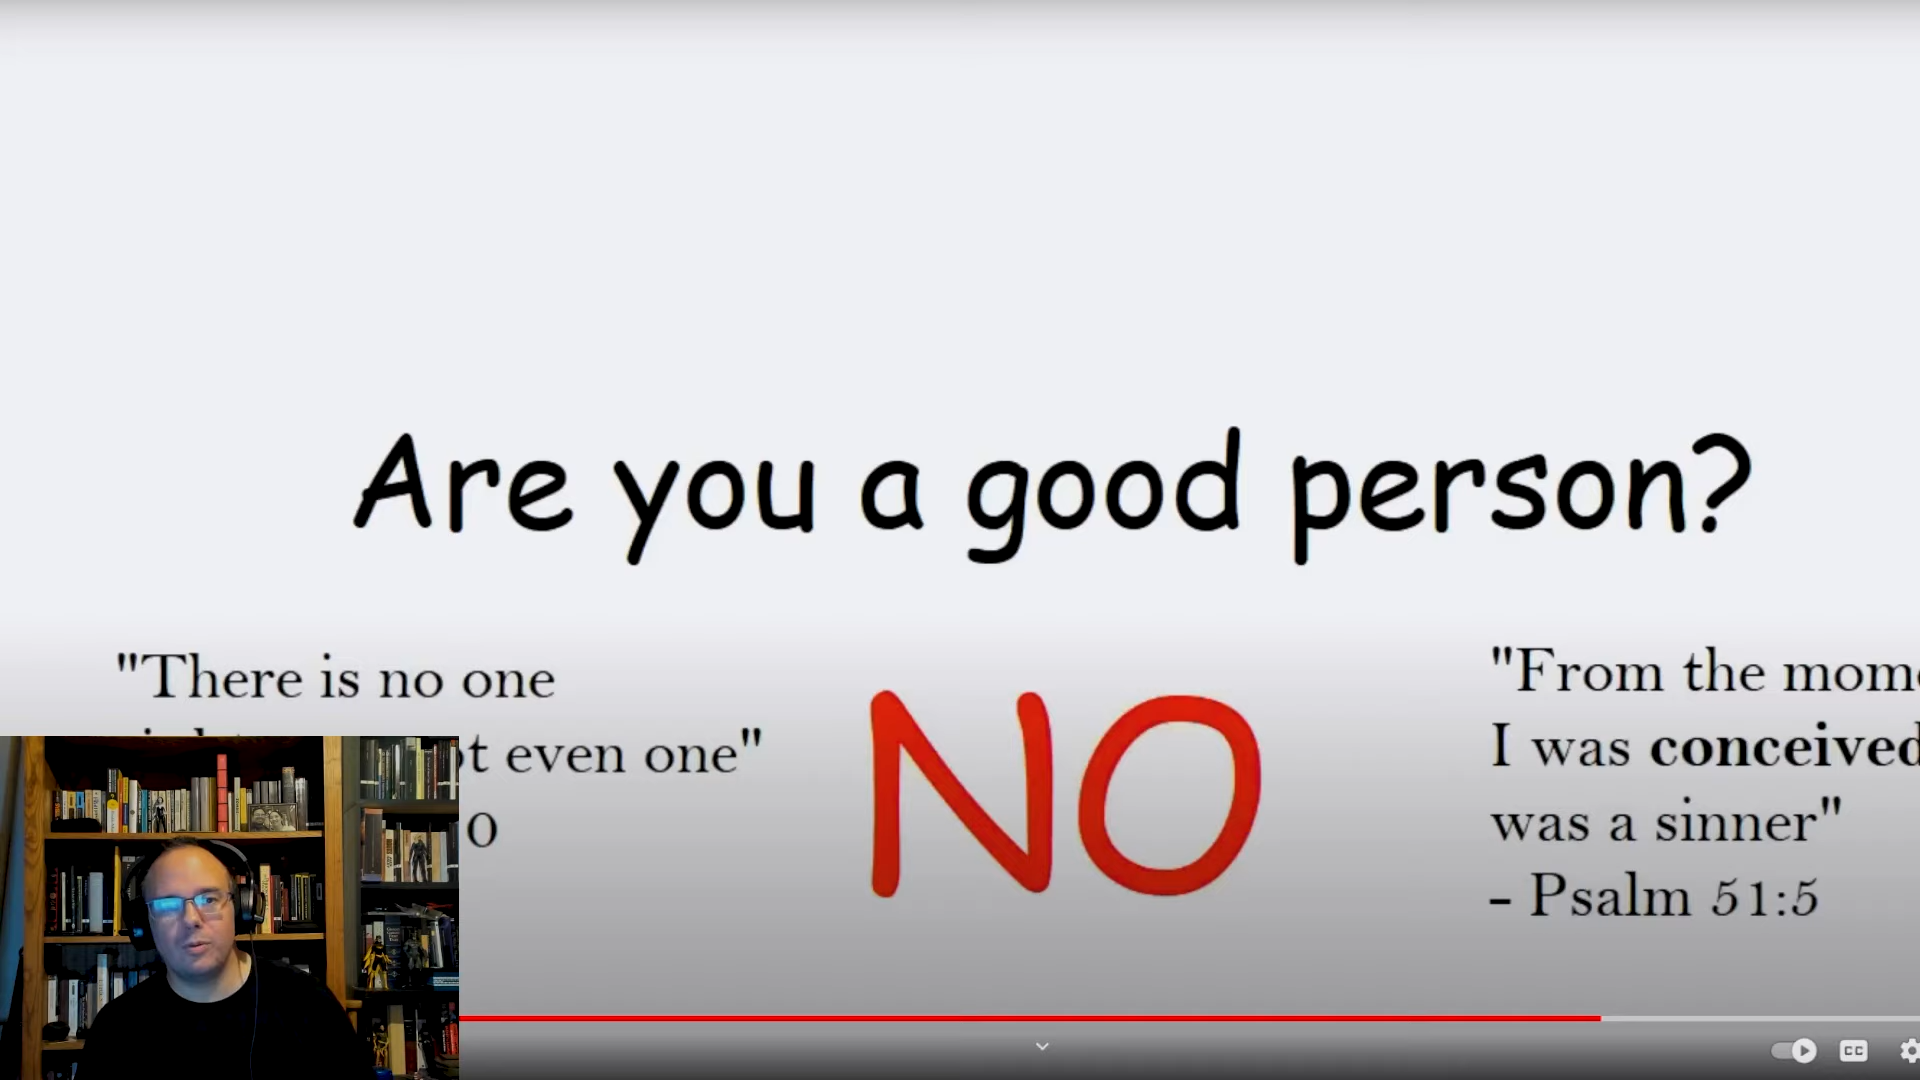 Are you a good person?
"There is no one
even one"
NO
"From the
I was conceived
was a sinner"
- Psalm 51:5
CC